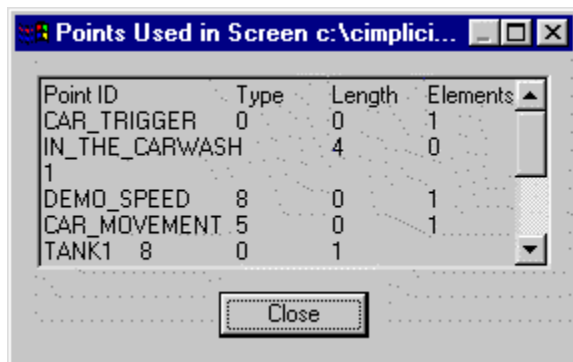 Points Used in Screen c:\cimplici...
Point ID Type Length Elements
CAR_TRIGGER 0 0 1
IN_THE_CARWASH 4 0
1
DEMO_SPEED 8 0 1
CAR_MOVEMENT 5 0 1
TANK1 8 0 1
Close